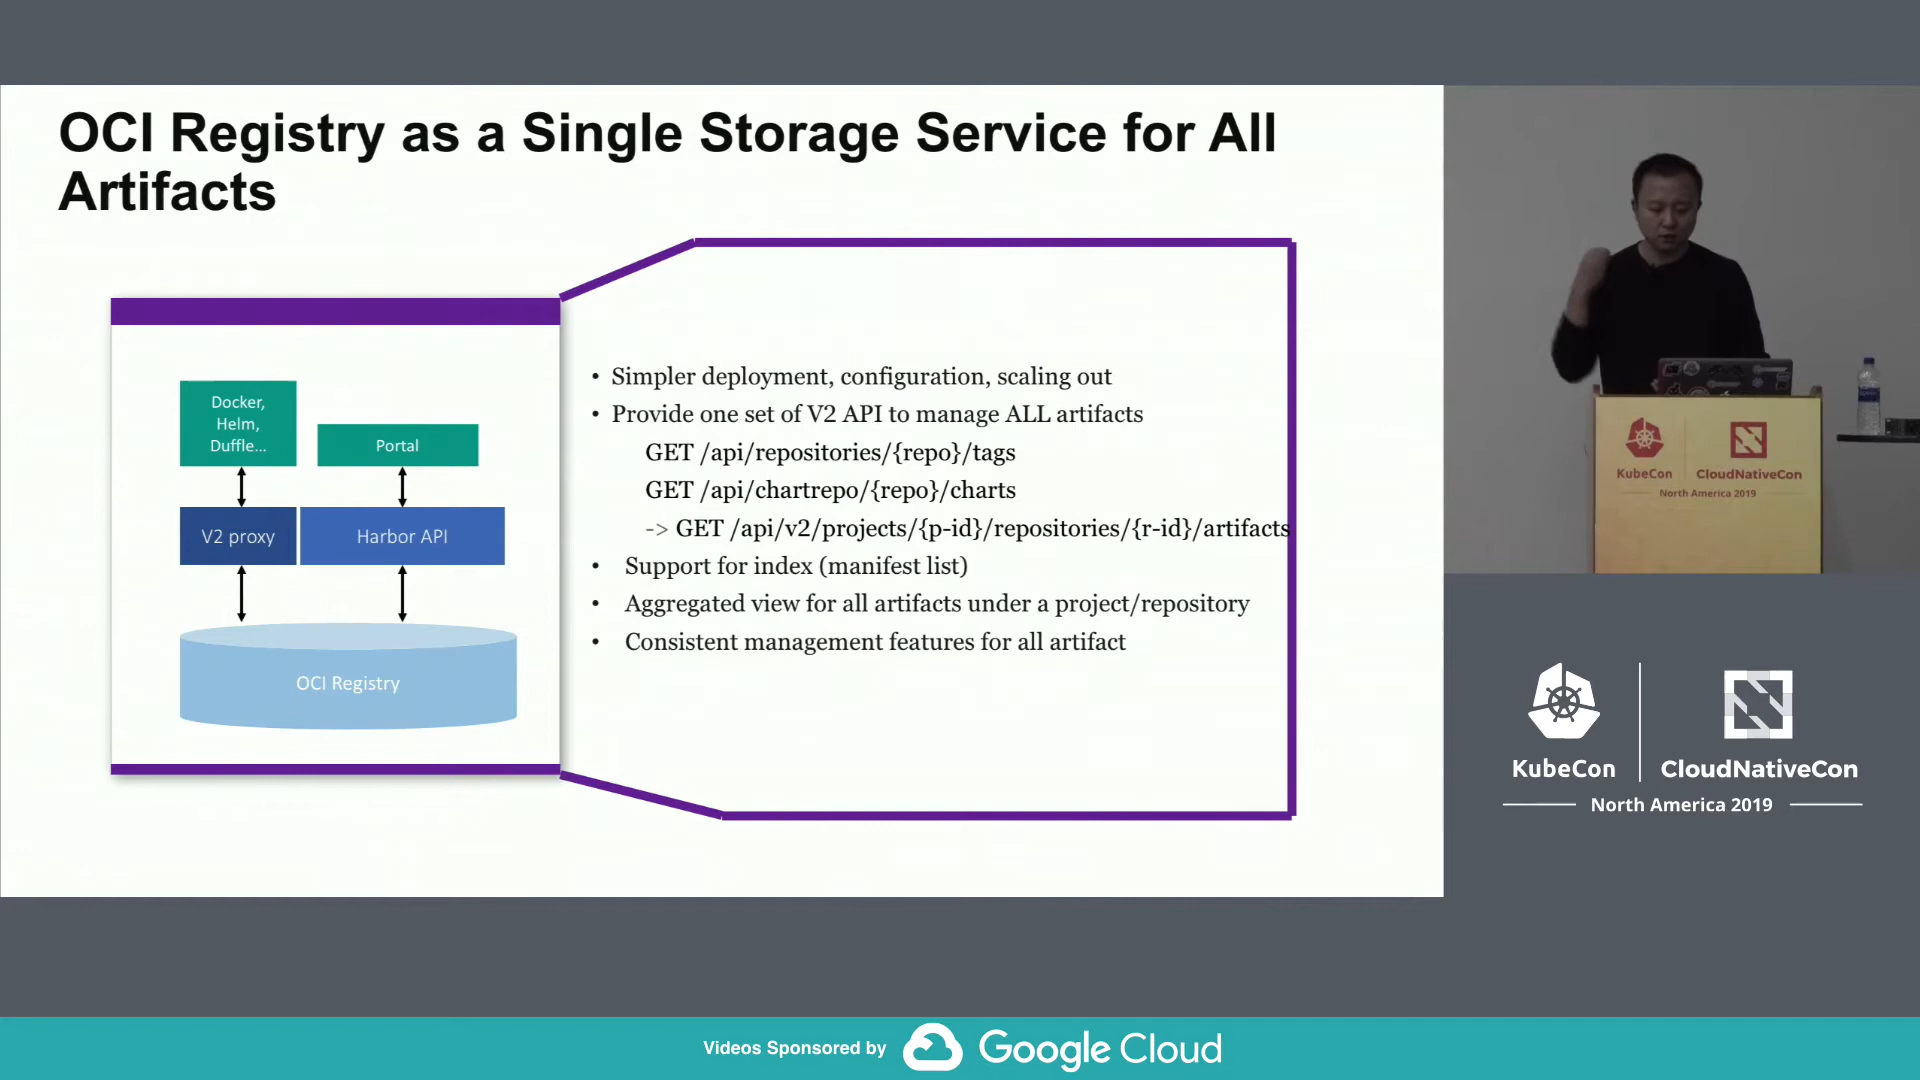 OCI Registry as a Single Storage Service for All
Artifacts
Docker,
Helm,
Duffle...
Portal
V2 proxy
Harbor API
OCI Registry
• Simpler deployment, configuration, scaling out
• Provide one set of V2 API to manage ALL artifacts
GET /api/repositories/{repo}/tags
GET /api/chartrepo/{repo}/charts
-> GET /api/v2/projects/{p-id}/repositories/{r-id}/artifacts
• Support for index (manifest list)
• Aggregated view for all artifacts under a project/repository
• Consistent management features for all artifact
KubeCon
CloudNativeCon
North America 2019
KubeCon
CloudNativeCon
North America 2019
Videos Sponsored by
Google Cloud